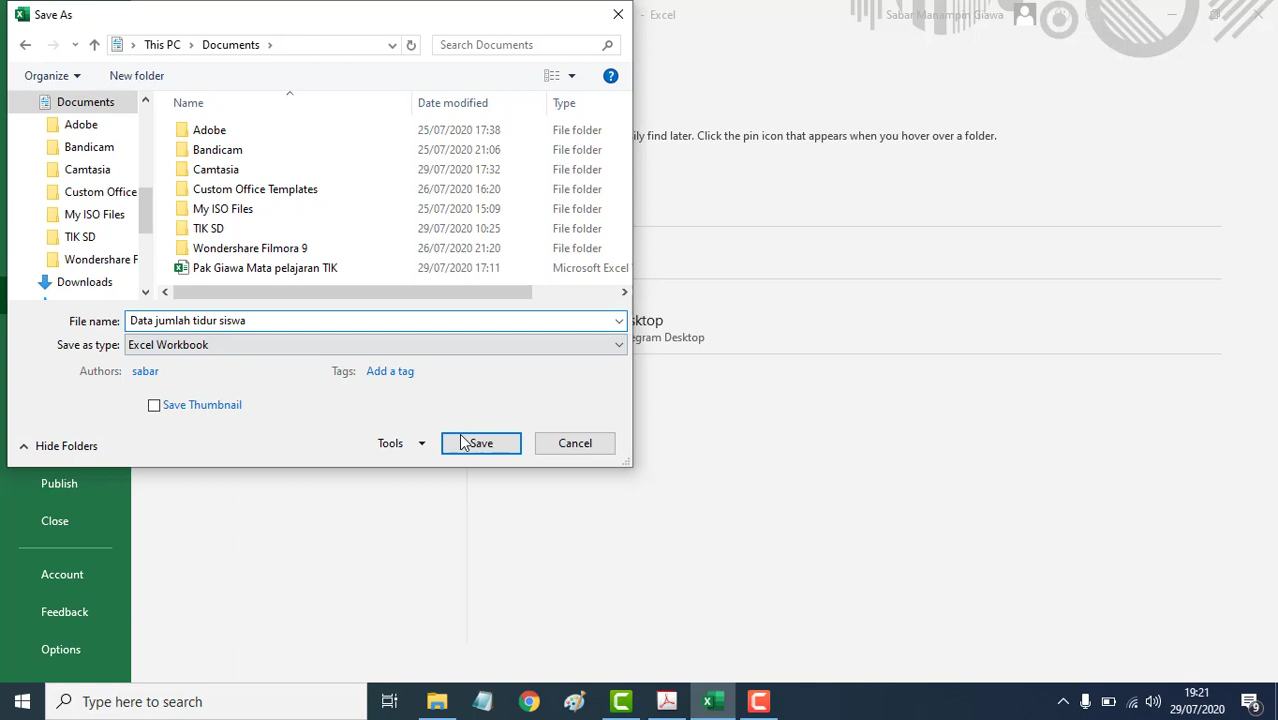 Save As
- Excel
Sabar Manampin Giawa
This PC
Documents
Search Documents
Organize
New folder
?
Name
Date modified
Type
Documents
Adobe
Bandicam
Camtasia
Custom Office
My ISO Files
TIK SD
Wondershare F
Downloads
Adobe 25/07/2020 17:38 File folder
Bandicam 25/07/2020 21:06 File folder
Camtasia 29/07/2020 17:32 File folder
Custom Office Templates 26/07/2020 16:20 File folder
My ISO Files 25/07/2020 15:09 File folder
TIK SD 29/07/2020 10:25 File folder
Wondershare Filmora 9 26/07/2020 21:20 File folder
Pak Giawa Mata pelajaran TIK 29/07/2020 17:11 Microsoft Excel
ily find later. Click the pin icon that appears when you hover over a folder.
File name: Data jumlah tidur siswa
Save as type: Excel Workbook
Authors: sabar
Tags: Add a tag
Save Thumbnail
Hide Folders
Tools
Save
Cancel
sktop
egram Desktop
Publish
Close
Account
Feedback
Options
Type here to search
19:21
29/07/2020
9